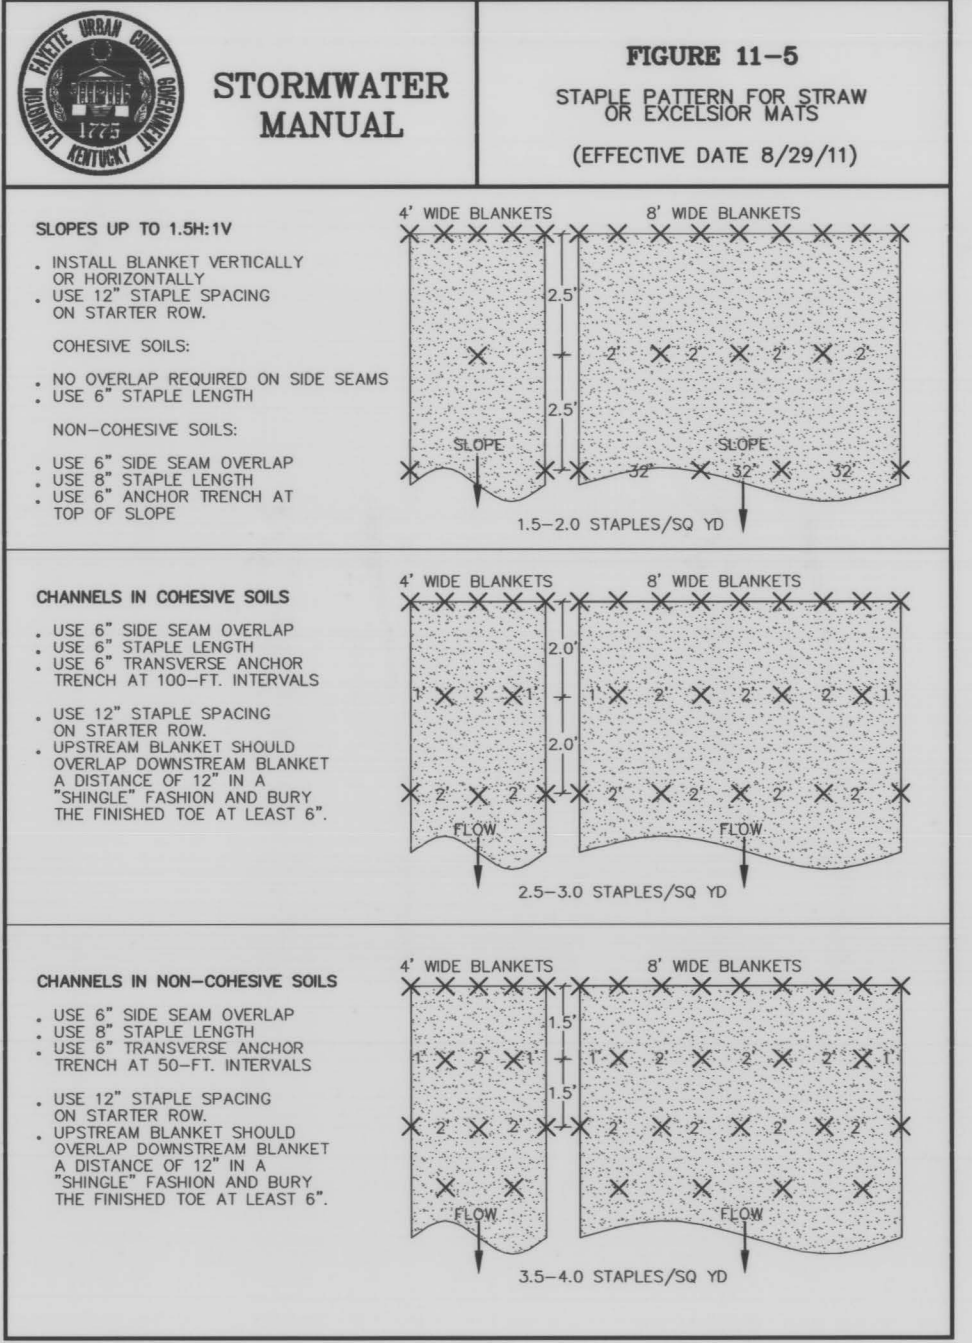 LEXINGTON FAYETTE URBAN COUNTY GOVERNMENT
1775
KENTUCKY
STORMWATER
MANUAL
FIGURE 11-5
STAPLE PATTERN FOR STRAW
OR EXCELSIOR MATS
(EFFECTIVE DATE 8/29/11)
SLOPES UP TO 1.5H:1V
. INSTALL BLANKET VERTICALLY
OR HORIZONTALLY
. USE 12" STAPLE SPACING
ON STARTER ROW.
COHESIVE SOILS:
. NO OVERLAP REQUIRED ON SIDE SEAMS
. USE 6" STAPLE LENGTH
NON-COHESIVE SOILS:
. USE 6" SIDE SEAM OVERLAP
. USE 8" STAPLE LENGTH
. USE 6" ANCHOR TRENCH AT
TOP OF SLOPE
4' WIDE BLANKETS 8' WIDE BLANKETS
2.5'
2' 2' 2' 2'
2.5'
SLOPE SLOPE
32" 32" 32"
1.5-2.0 STAPLES/SQ YD
CHANNELS IN COHESIVE SOILS
. USE 6" SIDE SEAM OVERLAP
. USE 6" STAPLE LENGTH
. USE 6" TRANSVERSE ANCHOR
TRENCH AT 100-FT. INTERVALS
. USE 12" STAPLE SPACING
ON STARTER ROW.
. UPSTREAM BLANKET SHOULD
OVERLAP DOWNSTREAM BLANKET
A DISTANCE OF 12" IN A
"SHINGLE" FASHION AND BURY
THE FINISHED TOE AT LEAST 6".
4' WIDE BLANKETS 8' WIDE BLANKETS
2.0'
1' 2' 1' 1' 2' 2' 2' 1'
2.0'
2' 2' 2' 2' 2' 2'
FLOW FLOW
2.5-3.0 STAPLES/SQ YD
CHANNELS IN NON-COHESIVE SOILS
. USE 6" SIDE SEAM OVERLAP
. USE 8" STAPLE LENGTH
. USE 6" TRANSVERSE ANCHOR
TRENCH AT 50-FT. INTERVALS
. USE 12" STAPLE SPACING
ON STARTER ROW.
. UPSTREAM BLANKET SHOULD
OVERLAP DOWNSTREAM BLANKET
A DISTANCE OF 12" IN A
"SHINGLE" FASHION AND BURY
THE FINISHED TOE AT LEAST 6".
4' WIDE BLANKETS 8' WIDE BLANKETS
1.5'
1' 2' 1' 1' 2' 2' 2' 1'
1.5'
2' 2' 2' 2' 2' 2'
FLOW FLOW
3.5-4.0 STAPLES/SQ YD